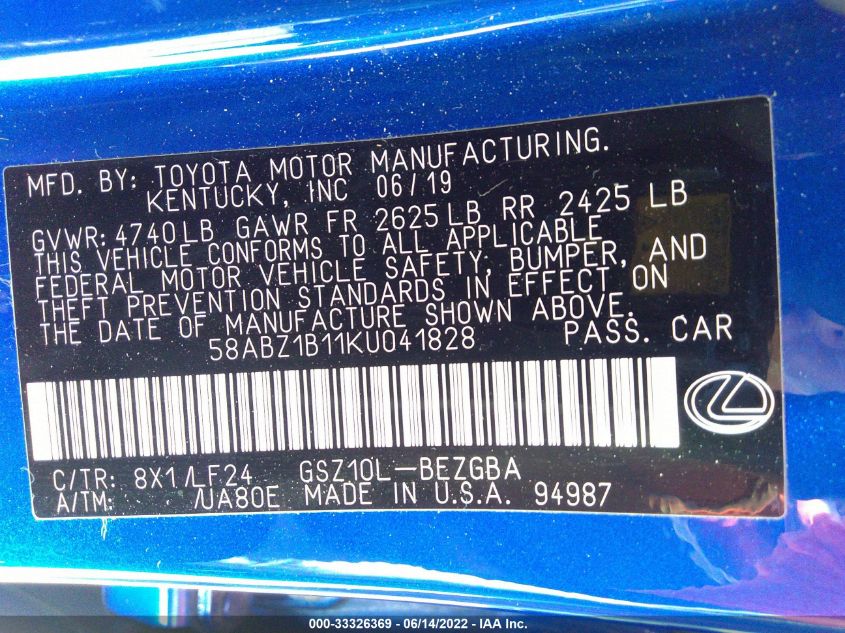 MFD. BY: TOYOTA MOTOR MANUFACTURING.
KENTUCKY, INC 06/19
GVWR: 4740LB GAWR FR 2625LB RR 2425 LB
THIS VEHICLE CONFORMS TO ALL APPLICABLE
FEDERAL MOTOR VEHICLE SAFETY, BUMPER, AND
THEFT PREVENTION STANDARDS IN EFFECT ON
THE DATE OF MANUFACTURE SHOWN ABOVE.
58ABZ1B11KU041828 PASS. CAR
C/TR: 8X1/LF24 GSZ10L-BEZGBA
A/TM: /UA80E MADE IN U.S.A. 94987
000-33326369 - 06/14/2022 - IAA Inc.